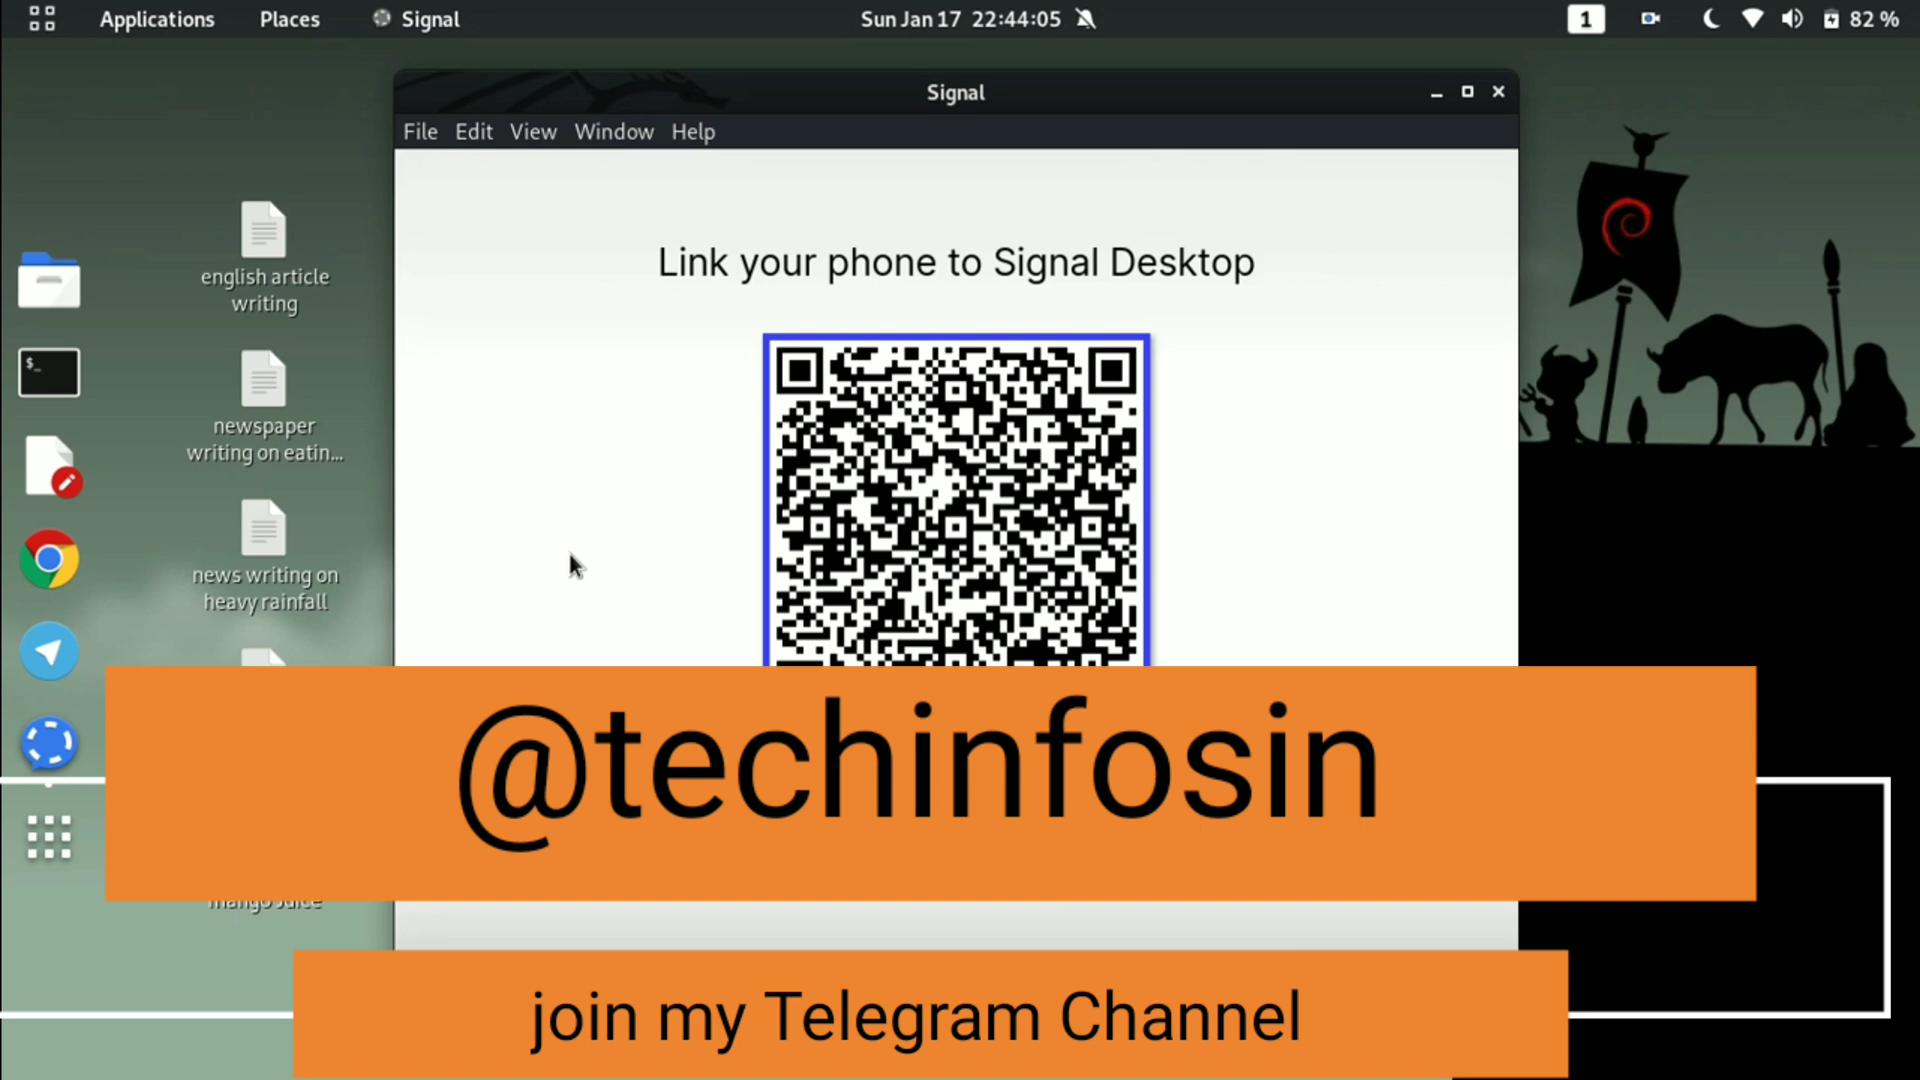 Applications Places Signal Sun Jan 17 22:44:05 1 82 %
Signal
File Edit View Window Help
Link your phone to Signal Desktop
english article
writing
newspaper
writing on eatin...
news writing on
heavy rainfall
$_
@techinfosin
mango juice
join my Telegram Channel